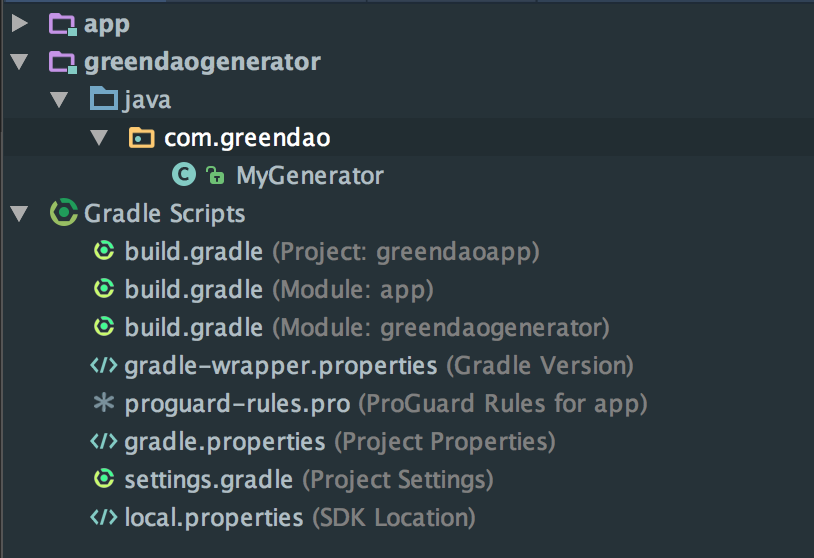 app
greendaogenerator
java
com.greendao
C MyGenerator
Gradle Scripts
build.gradle (Project: greendaoapp)
build.gradle (Module: app)
build.gradle (Module: greendaogenerator)
gradle-wrapper.properties (Gradle Version)
proguard-rules.pro (ProGuard Rules for app)
gradle.properties (Project Properties)
settings.gradle (Project Settings)
local.properties (SDK Location)